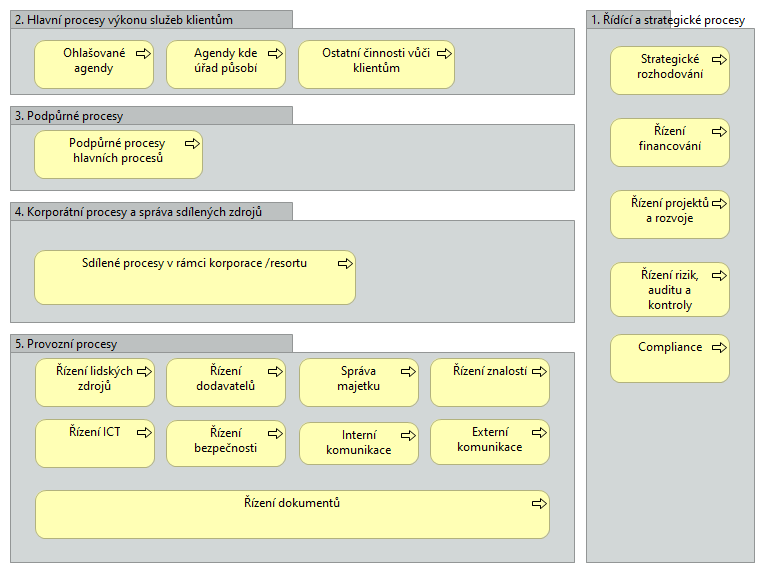 2. Hlavní procesy výkonu služeb klientům
Ohlašované
agendy
Agendy kde
úřad působí
Ostatní činnosti vůči
klientům
3. Podpůrné procesy
Podpůrné procesy
hlavních procesů
4. Korporátní procesy a správa sdílených zdrojů
Sdílené procesy v rámci korporace /resortu
5. Provozní procesy
Řízení lidských
zdrojů
Řízení
dodavatelů
Správa
majetku
Řízení znalostí
Řízení ICT
Řízení
bezpečnosti
Interní
komunikace
Externí
komunikace
Řízení dokumentů
1. Řídící a strategické procesy
Strategické
rozhodování
Řízení
financování
Řízení projektů
a rozvoje
Řízení rizik,
auditu a
kontroly
Compliance